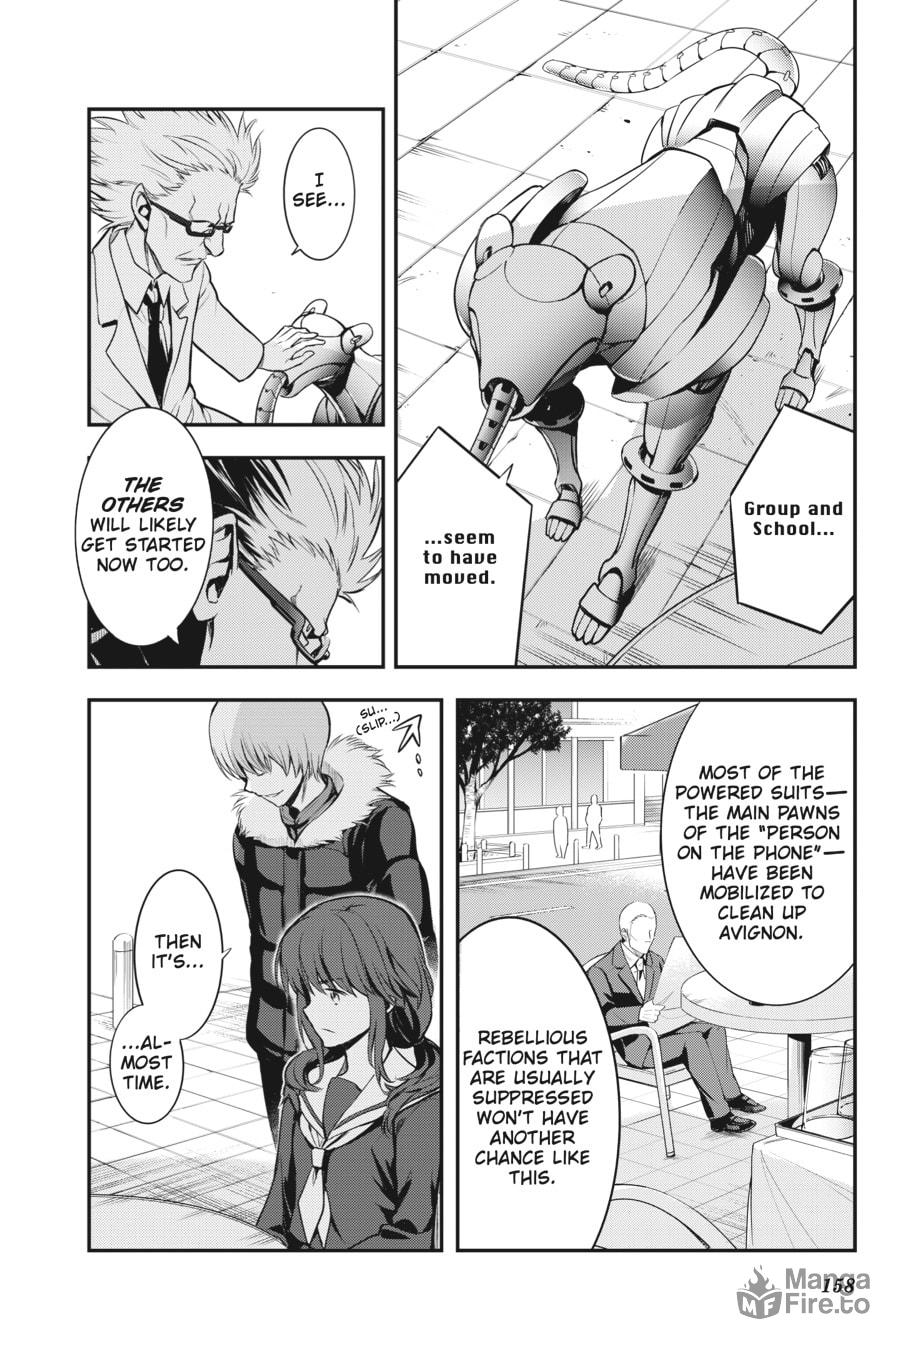 Group and
School...
...seem
to have
moved.
I
SEE...
THE
OTHERS
WILL LIKELY
GET STARTED
NOW TOO.
MOST OF THE
POWERED SUITS—
THE MAIN PAWNS
OF THE "PERSON
ON THE PHONE"—
HAVE BEEN
MOBILIZED TO
CLEAN UP
AVIGNON.
REBELLIOUS
FACTIONS THAT
ARE USUALLY
SUPPRESSED
WON'T HAVE
ANOTHER
CHANCE LIKE
THIS.
SU...
(SLIP...)
THEN
IT'S...
...AL-
MOST
TIME.
158
Manga
Fire.to
MF